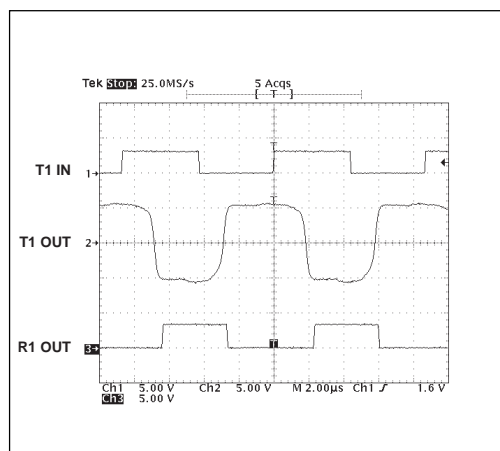 Tek Stop: 25.0MS/s 5 Acqs
[ T ]
T
T1 IN 1→
T
T1 OUT 2→
R1 OUT 3→ T
Ch1 5.00 V Ch2 5.00 V M 2.00µs Ch1 ƒ 1.6 V
Ch3 5.00 V